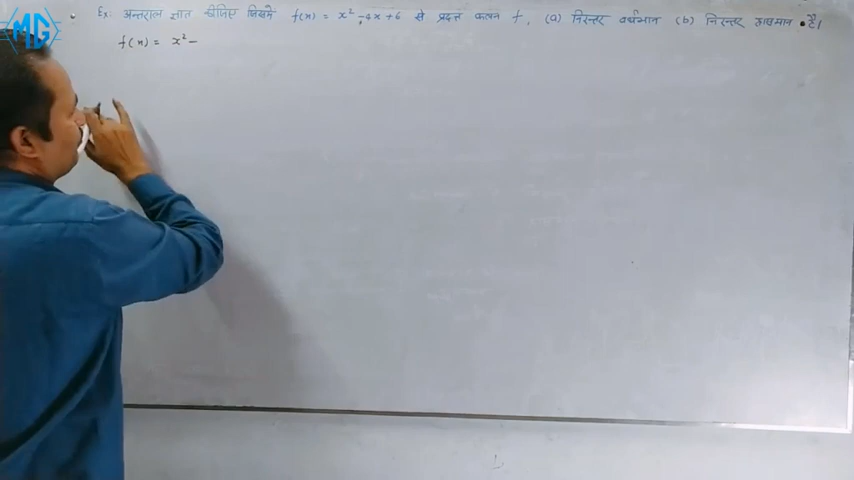 MG
Ex. अन्तराल ज्ञात कीजिए जिसमें f(x) = x² - 4x + 6 से प्रदत्त फलन f, (a) निरन्तर वर्धमान (b) निरन्तर ह्रासमान है।
f(x) = x² -